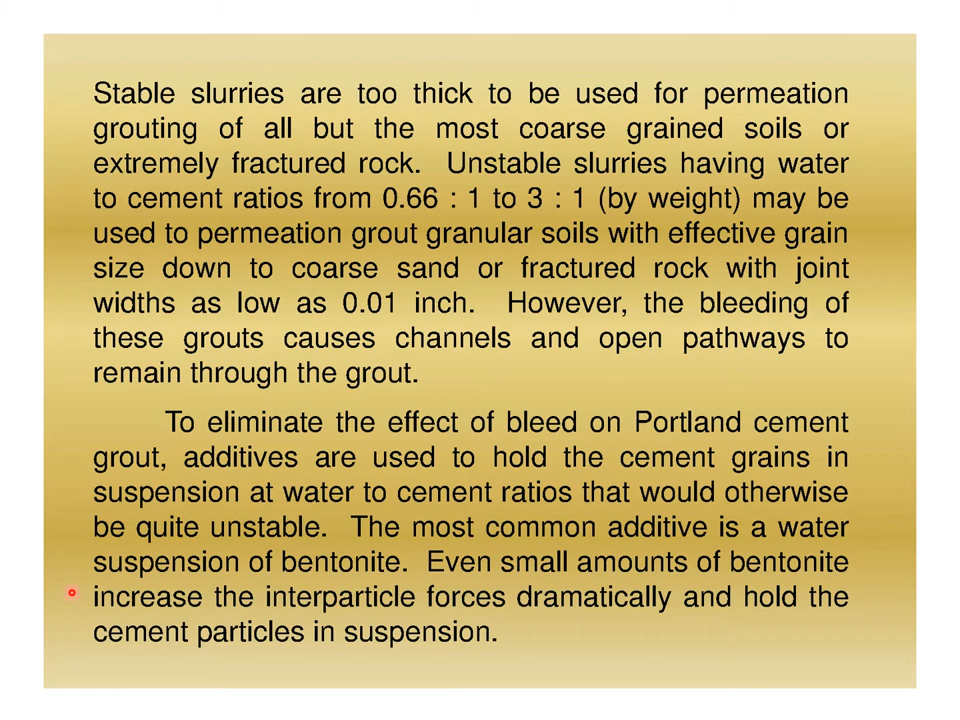 Stable slurries are too thick to be used for permeation
grouting of all but the most coarse grained soils or
extremely fractured rock. Unstable slurries having water
to cement ratios from 0.66 : 1 to 3 : 1 (by weight) may be
used to permeation grout granular soils with effective grain
size down to coarse sand or fractured rock with joint
widths as low as 0.01 inch. However, the bleeding of
these grouts causes channels and open pathways to
remain through the grout.
To eliminate the effect of bleed on Portland cement
grout, additives are used to hold the cement grains in
suspension at water to cement ratios that would otherwise
be quite unstable. The most common additive is a water
suspension of bentonite. Even small amounts of bentonite
increase the interparticle forces dramatically and hold the
cement particles in suspension.